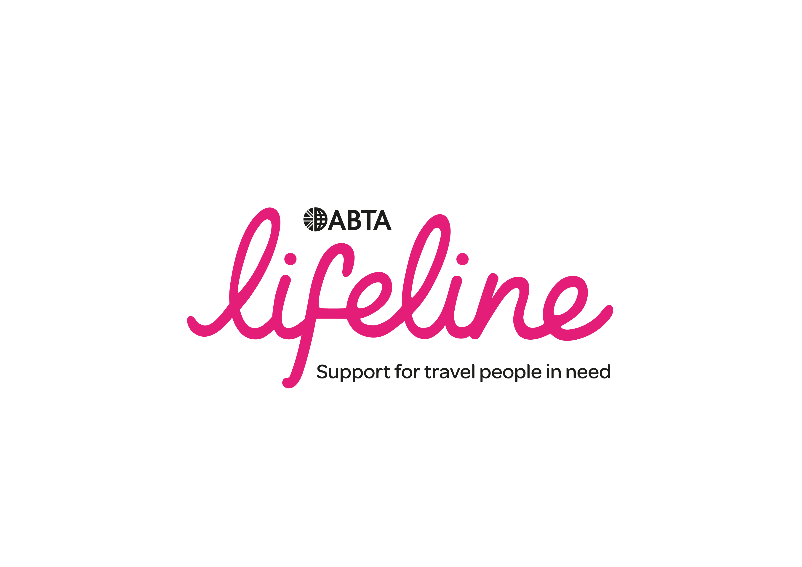 ABTA
lifeline
Support for travel people in need